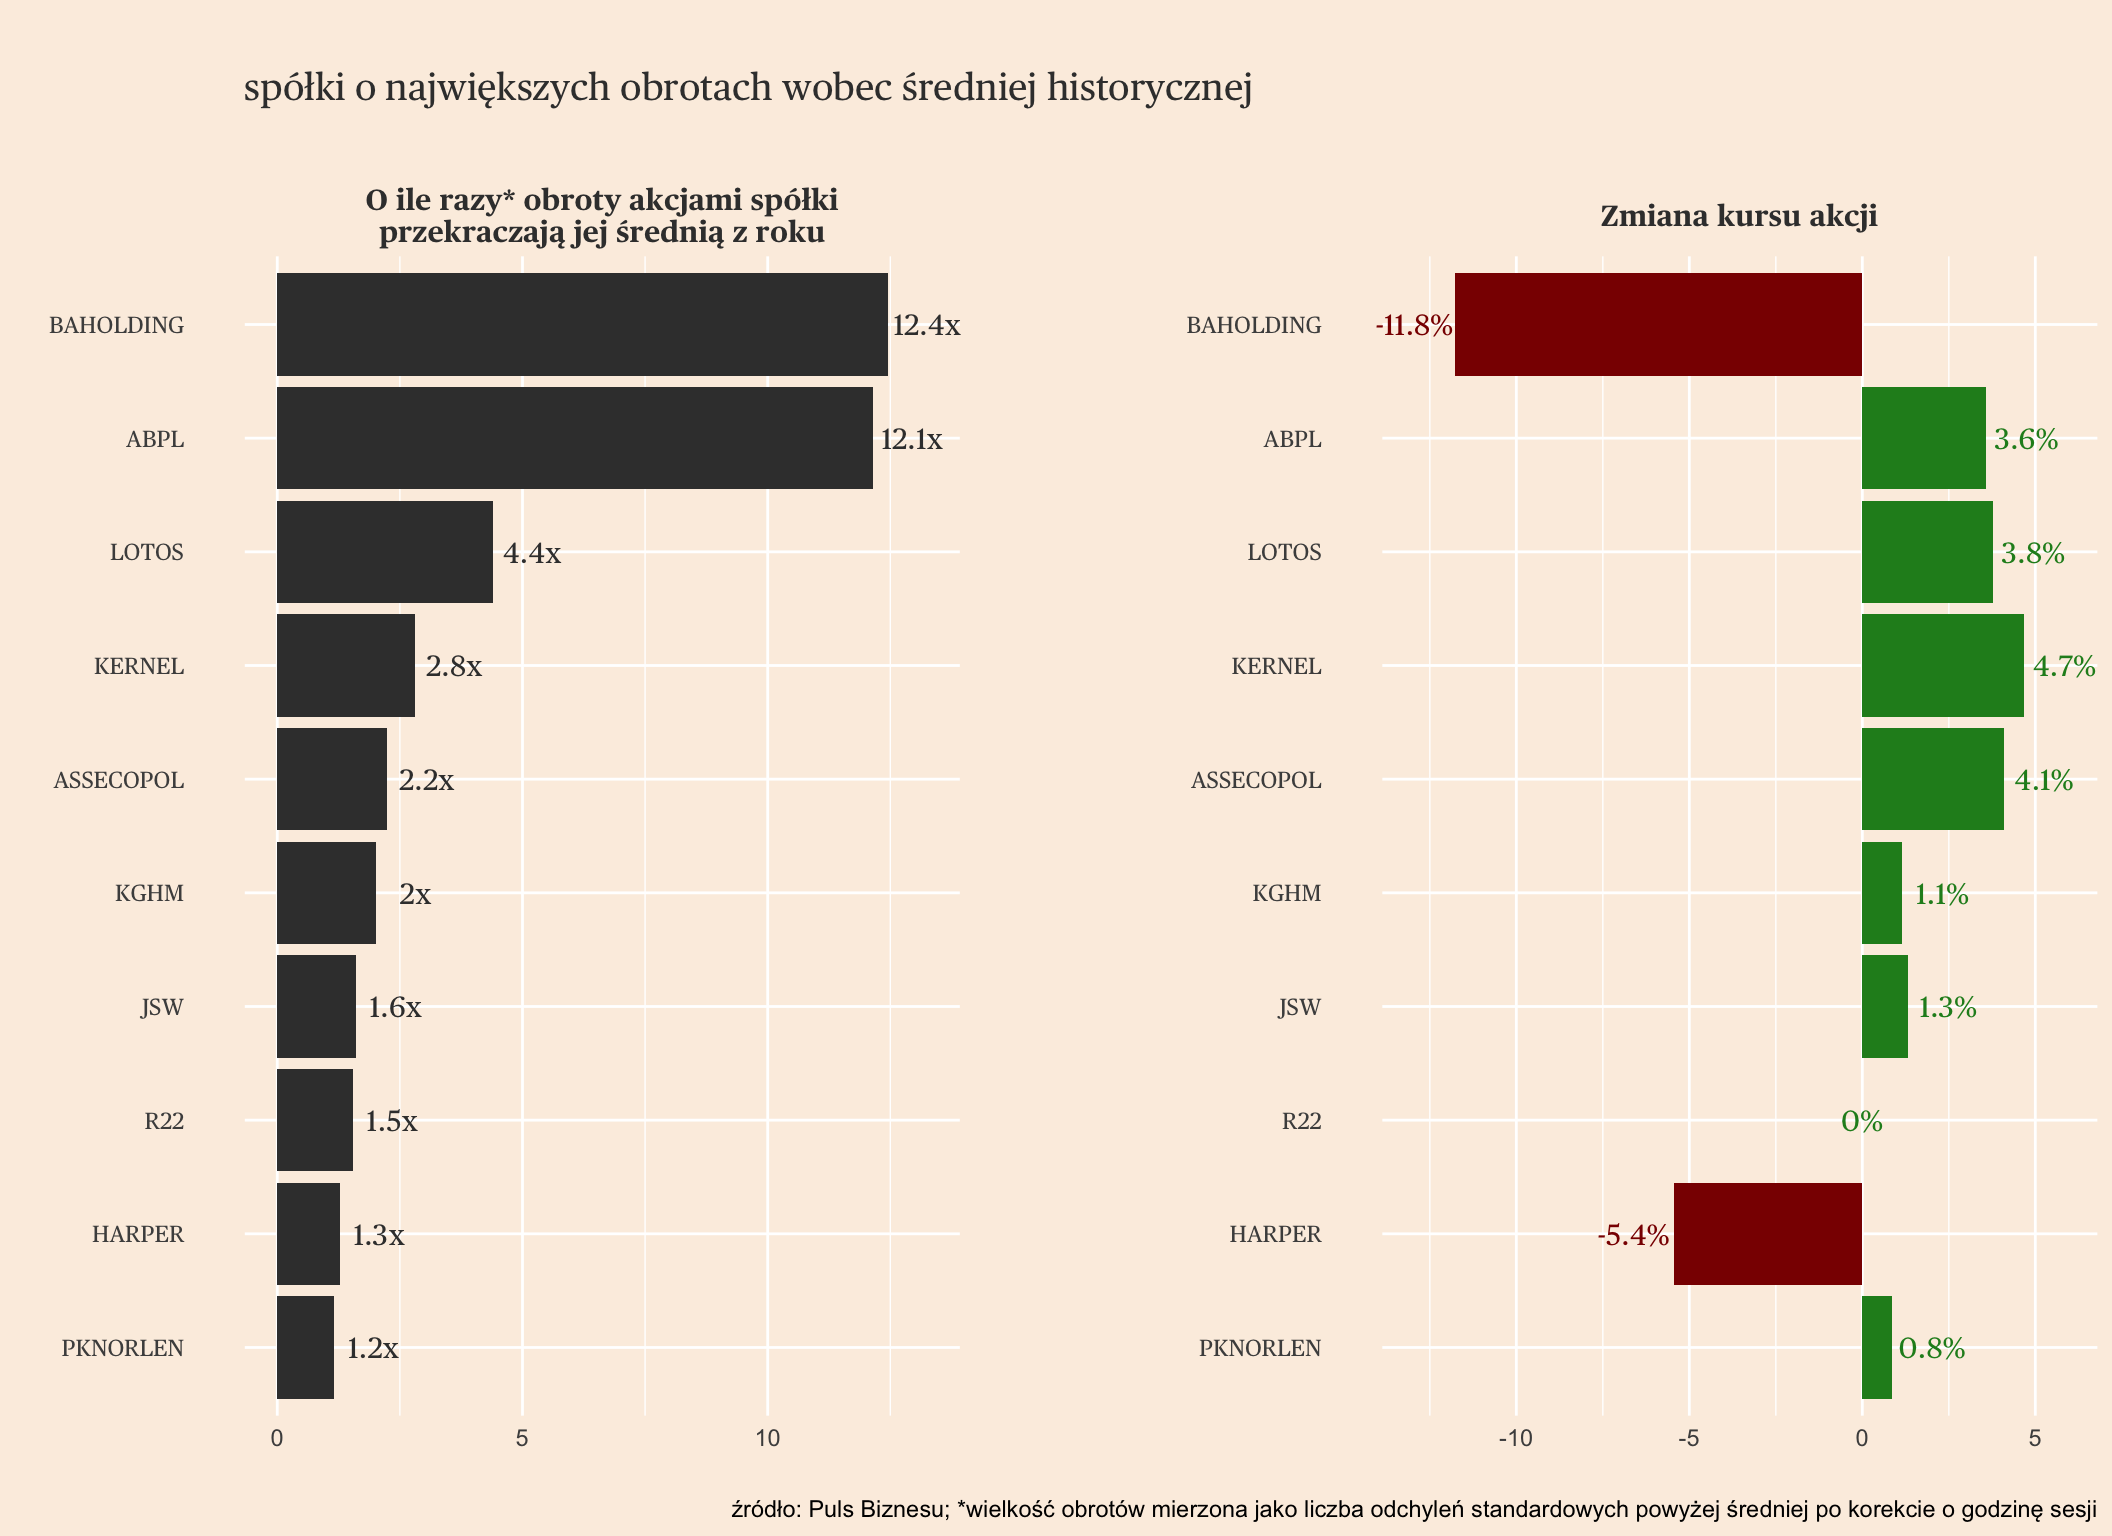 spółki o największych obrotach wobec średniej historycznej
O ile razy* obroty akcjami spółki
przekraczają jej średnią z roku
BAHOLDING 12.4x
ABPL 12.1x
LOTOS 4.4x
KERNEL 2.8x
ASSECOPOL 2.2x
KGHM 2x
JSW 1.6x
R22 1.5x
HARPER 1.3x
PKNORLEN 1.2x
0 5 10
Zmiana kursu akcji
BAHOLDING -11.8%
ABPL 3.6%
LOTOS 3.8%
KERNEL 4.7%
ASSECOPOL 4.1%
KGHM 1.1%
JSW 1.3%
R22 0%
HARPER -5.4%
PKNORLEN 0.8%
-10 -5 0 5
źródło: Puls Biznesu; *wielkość obrotów mierzona jako liczba odchyleń standardowych powyżej średniej po korekcie o godzinę sesji